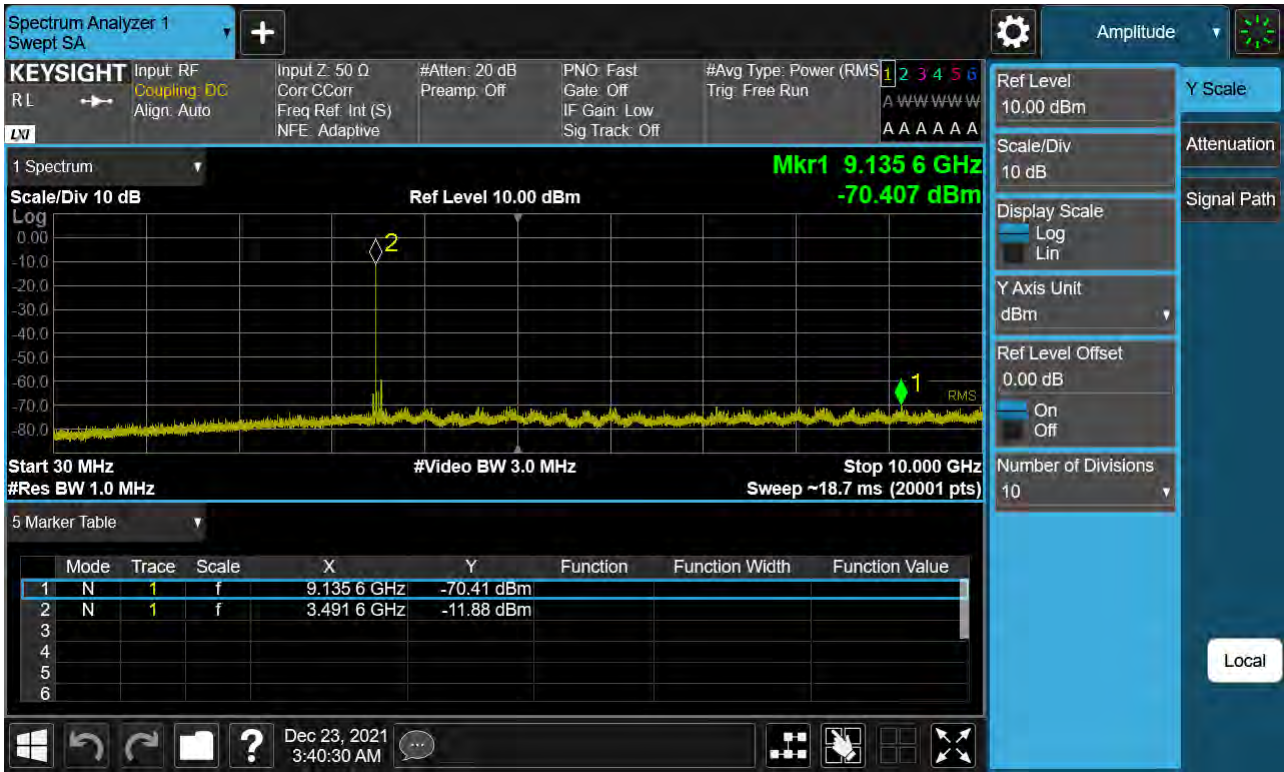 Spectrum Analyzer 1
Swept SA
+
Amplitude
KEYSIGHT
RL
LXI
Input: RF
Coupling: DC
Align: Auto
Input Z: 50 Ω
Corr CCorr
Freq Ref: Int (S)
NFE: Adaptive
#Atten: 20 dB
Preamp: Off
PNO: Fast
Gate: Off
IF Gain: Low
Sig Track: Off
#Avg Type: Power (RMS
Trig: Free Run
1 2 3 4 5 6
A W W W W W
A A A A A A
1 Spectrum
Mkr1 9.135 6 GHz
-70.407 dBm
Scale/Div 10 dB
Ref Level 10.00 dBm
Log
0.00
-10.0
-20.0
-30.0
-40.0
-50.0
-60.0
-70.0
-80.0
2
1
RMS
Start 30 MHz
#Video BW 3.0 MHz
Stop 10.000 GHz
#Res BW 1.0 MHz
Sweep ~18.7 ms (20001 pts)
5 Marker Table
Mode Trace Scale X Y Function Function Width Function Value
1 N 1 f 9.135 6 GHz -70.41 dBm
2 N 1 f 3.491 6 GHz -11.88 dBm
3
4
5
6
Ref Level
10.00 dBm
Scale/Div
10 dB
Display Scale
Log
Lin
Y Axis Unit
dBm
Ref Level Offset
0.00 dB
On
Off
Number of Divisions
10
Y Scale
Attenuation
Signal Path
Local
?
Dec 23, 2021
3:40:30 AM